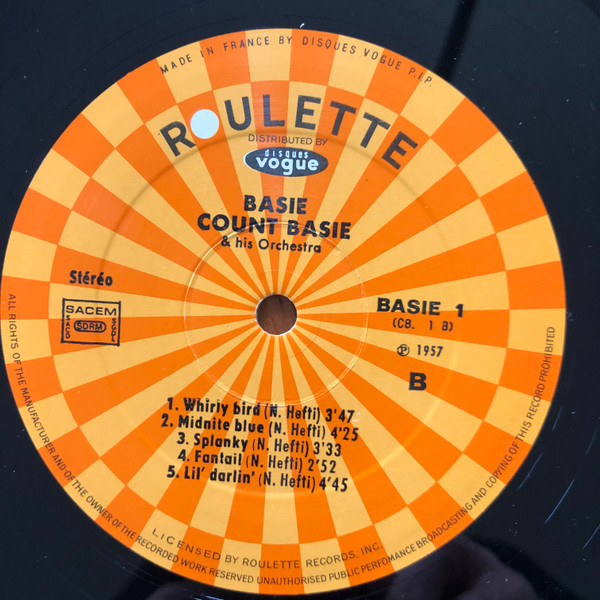 MADE IN FRANCE BY DISQUES VOGUE P.I.P.
ROULETTE
DISTRIBUTED BY
disques
vogue
BASIE
COUNT BASIE
& his Orchestra
Stéréo
SACEM
SACD SDRM SGDL
BASIE 1
(CB. 1 B)
℗ 1957
B
1. Whirly bird (N. Hefti) 3'47
2. Midnite blue (N. Hefti) 4'25
3. Splanky (N. Hefti) 3'33
4. Fantail (N. Hefti) 2'52
5. Lil' darlin' (N. Hefti) 4'45
LICENSED BY ROULETTE RECORDS, INC.
ALL RIGHTS OF THE MANUFACTURER AND OF THE OWNER OF THE RECORDED WORK RESERVED UNAUTHORISED PUBLIC PERFOMANCE BROADCASTING AND COPYING OF THIS RECORD PROHIBITED